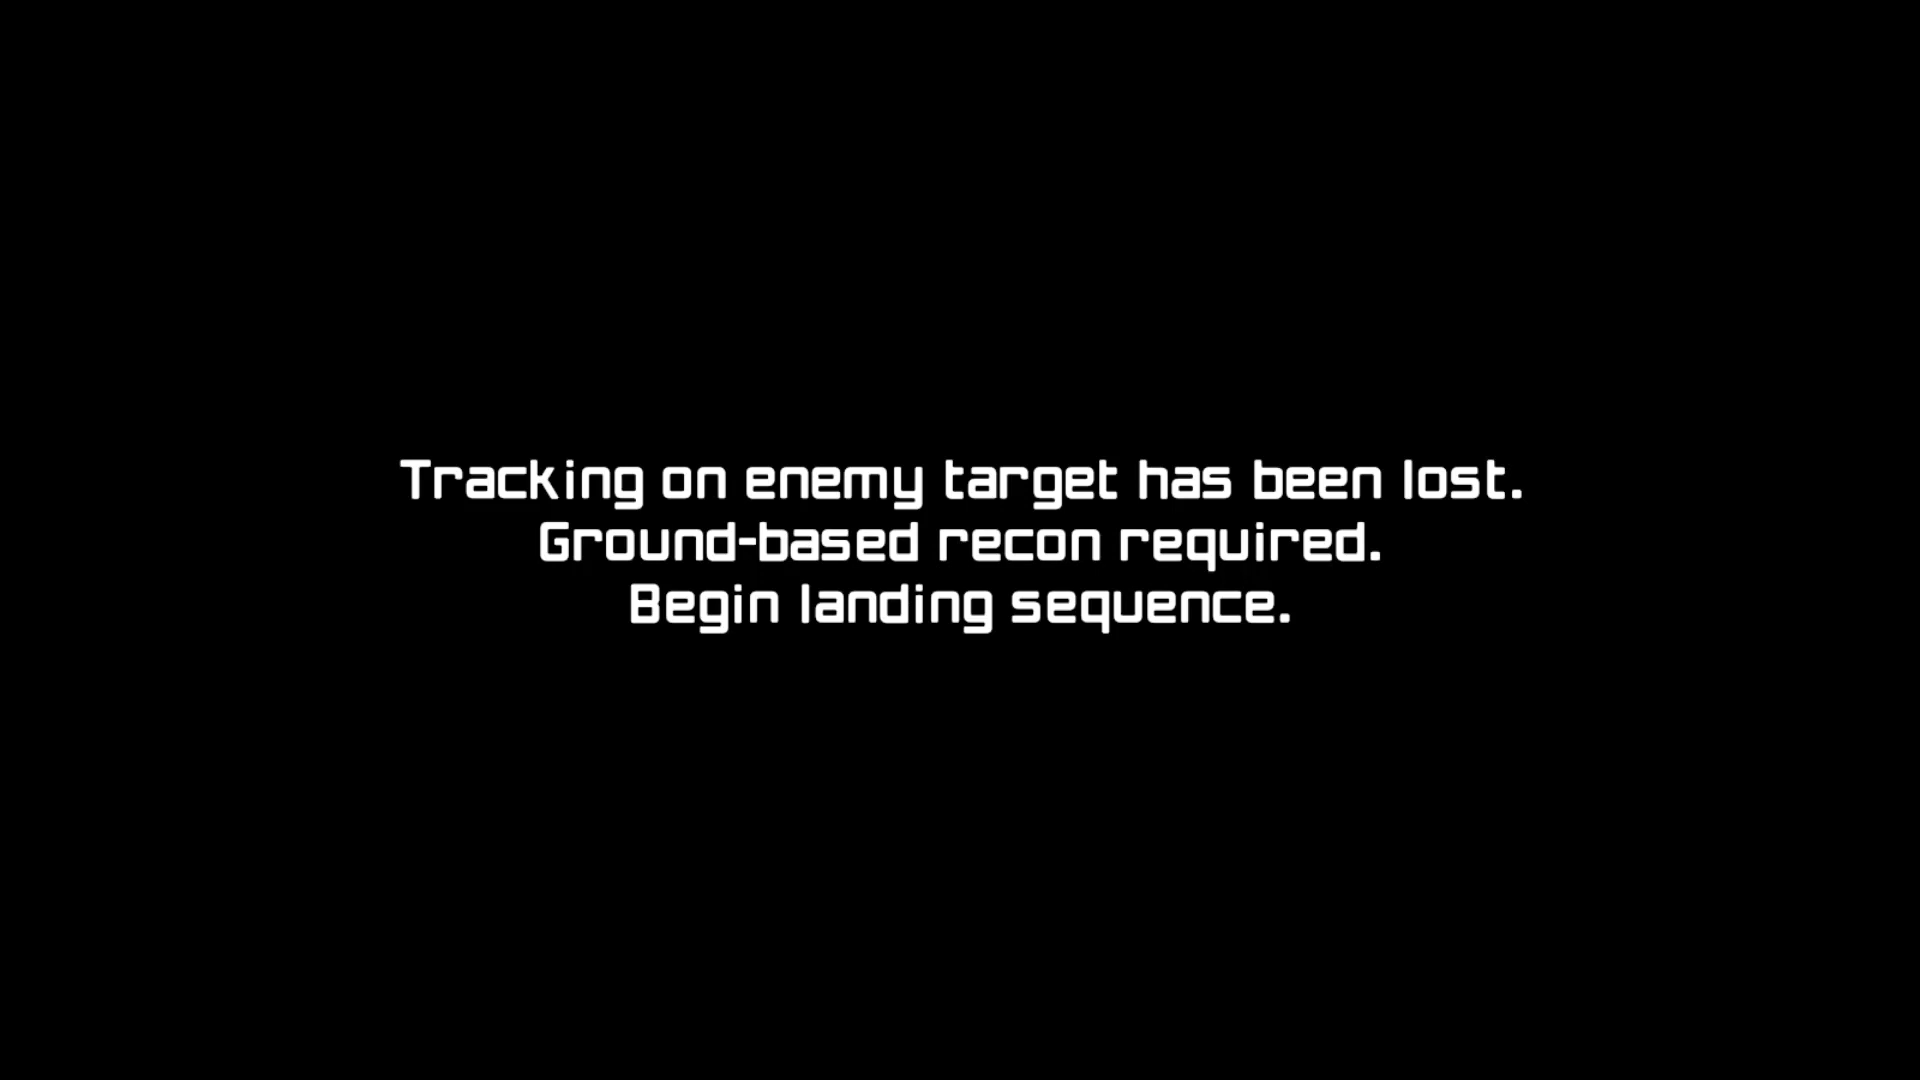 Tracking on enemy target has been lost.
Ground-based recon required.
Begin landing sequence.